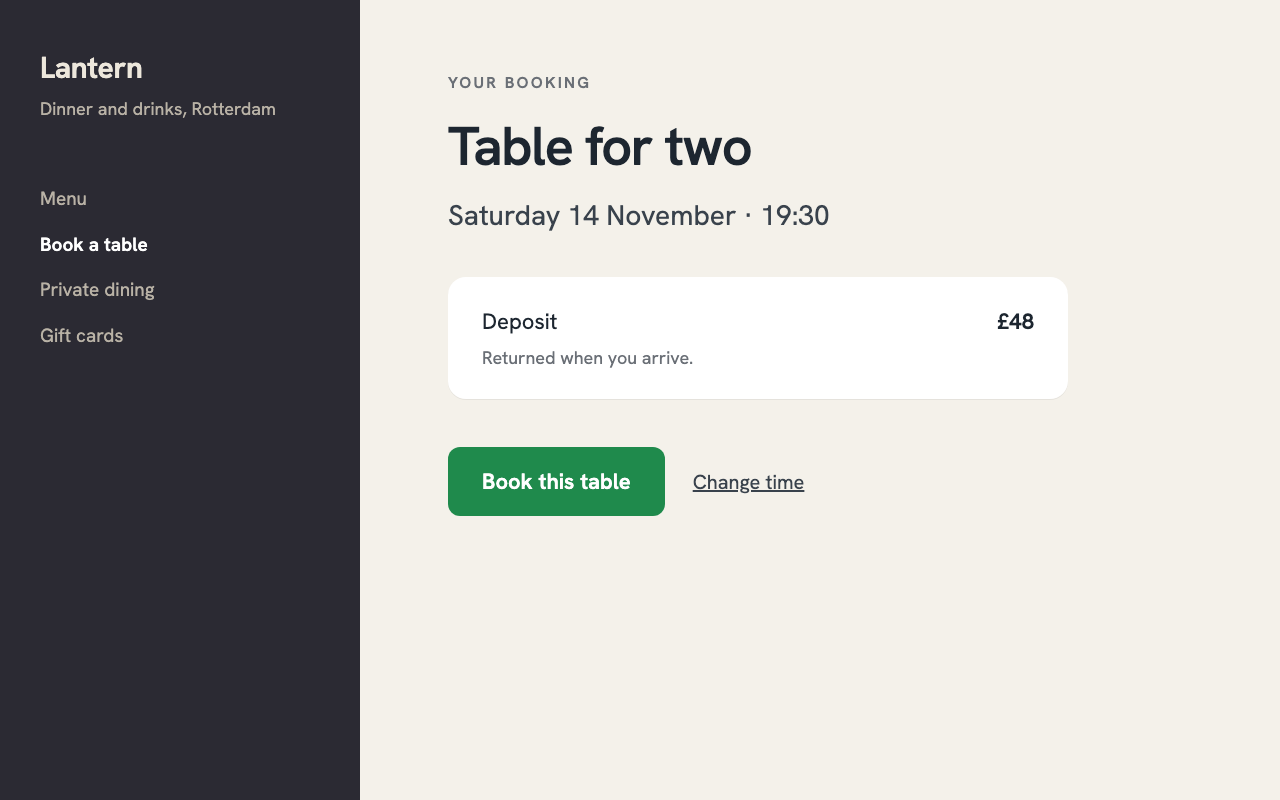 Lantern
Dinner and drinks, Rotterdam
Menu
Book a table
Private dining
Gift cards
YOUR BOOKING
Table for two
Saturday 14 November · 19:30
Deposit £48
Returned when you arrive.
Book this table Change time